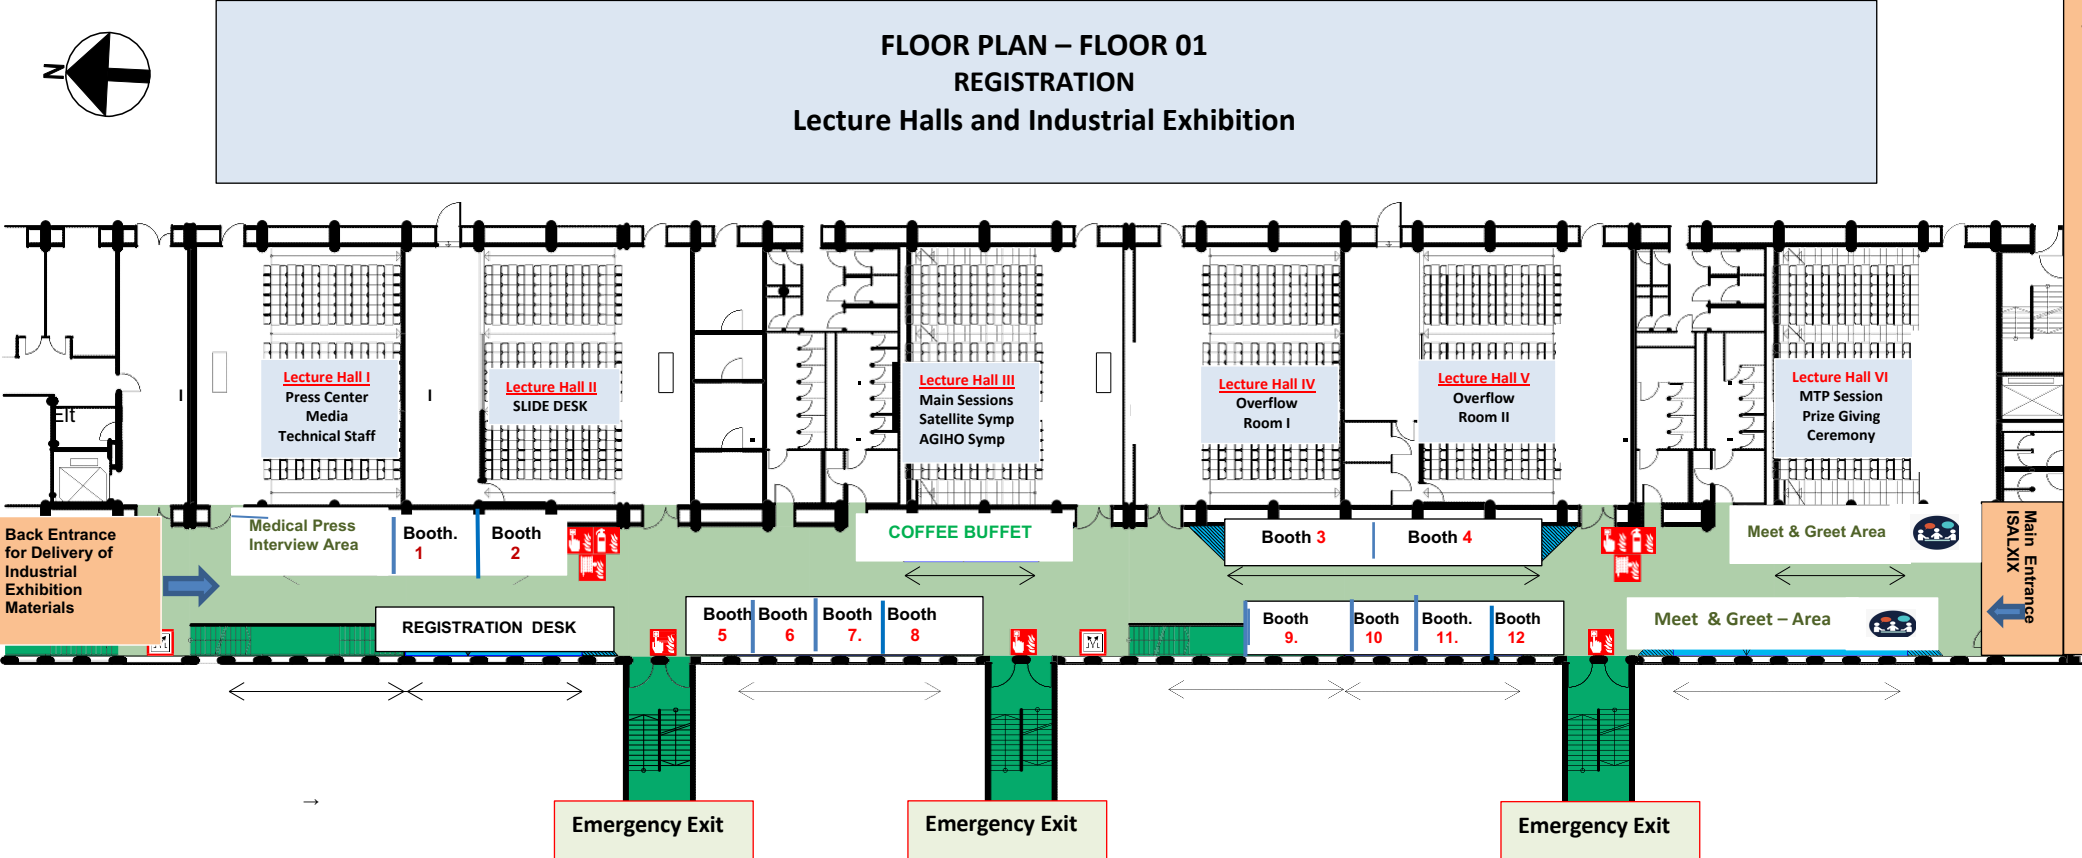 FLOOR PLAN – FLOOR 01
REGISTRATION
Lecture Halls and Industrial Exhibition
N
Elt
Lecture Hall I
Press Center
Media
Technical Staff
Lecture Hall II
SLIDE DESK
Lecture Hall III
Main Sessions
Satellite Symp
AGIHO Symp
Lecture Hall IV
Overflow
Room I
Lecture Hall V
Overflow
Room II
Lecture Hall VI
MTP Session
Prize Giving
Ceremony
Back Entrance
for Delivery of
Industrial
Exhibition
Materials
Medical Press
Interview Area
Booth.
1
Booth
2
COFFEE BUFFET
Booth 3
Booth 4
Meet & Greet Area
Main Entrance
ISALXIX
REGISTRATION DESK
Booth
5
Booth
6
Booth
7.
Booth
8
Booth
9.
Booth
10
Booth.
11.
Booth
12
Meet & Greet – Area
Emergency Exit
Emergency Exit
Emergency Exit